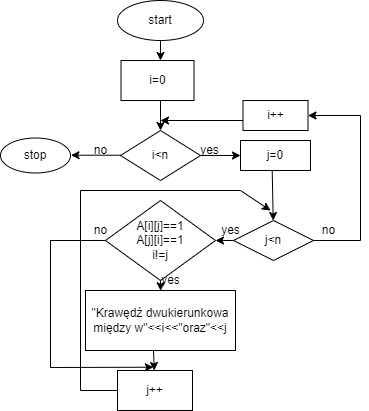 start
i=0
i++
no
i<n
yes
stop
j=0
no
A[i][j]==1
A[j][i]==1
i!=j
yes
j<n
no
yes
"Krawędź dwukierunkowa
między w"<<i<<"oraz"<<j
j++